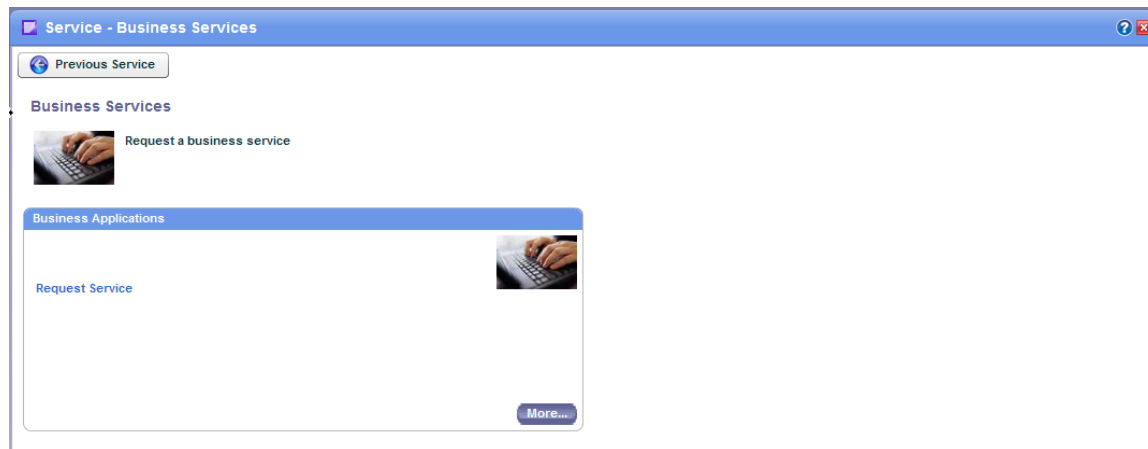 Service - Business Services
?
Previous Service
Business Services
Request a business service
Business Applications
Request Service
More...